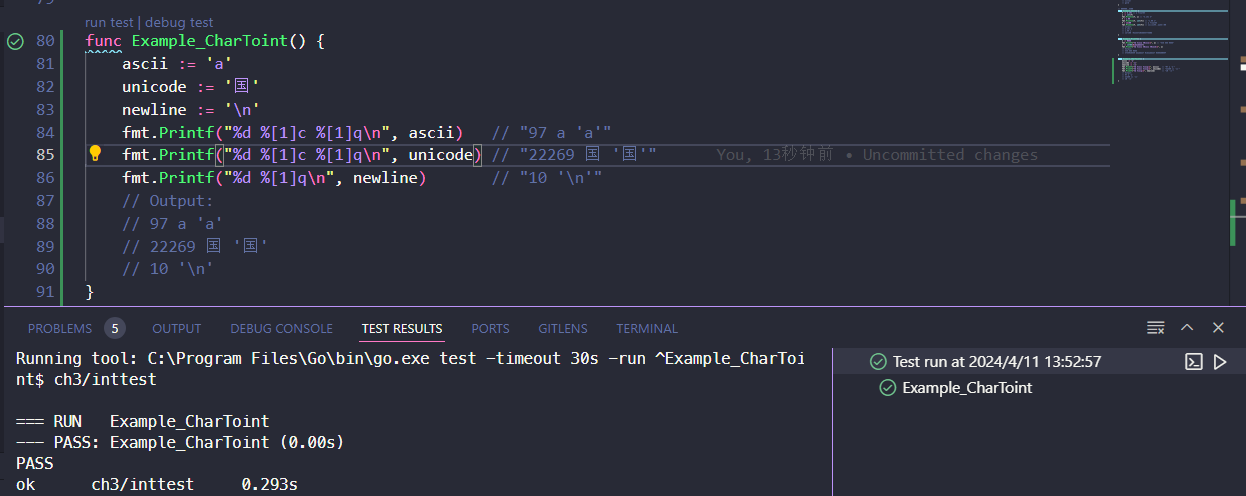 79
run test | debug test
80 func Example_CharToint() {
81 ascii := 'a'
82 unicode := '国'
83 newline := '\n'
84 fmt.Printf("%d %[1]c %[1]q\n", ascii) // "97 a 'a'"
85 fmt.Printf("%d %[1]c %[1]q\n", unicode) // "22269 国 '国'" You, 13秒钟前 • Uncommitted changes
86 fmt.Printf("%d %[1]q\n", newline) // "10 '\n'"
87 // Output:
88 // 97 a 'a'
89 // 22269 国 '国'
90 // 10 '\n'
91 }
PROBLEMS 5 OUTPUT DEBUG CONSOLE TEST RESULTS PORTS GITLENS TERMINAL
Running tool: C:\Program Files\Go\bin\go.exe test -timeout 30s -run ^Example_CharToi
nt$ ch3/inttest
=== RUN Example_CharToint
--- PASS: Example_CharToint (0.00s)
PASS
ok ch3/inttest 0.293s
Test run at 2024/4/11 13:52:57
Example_CharToint